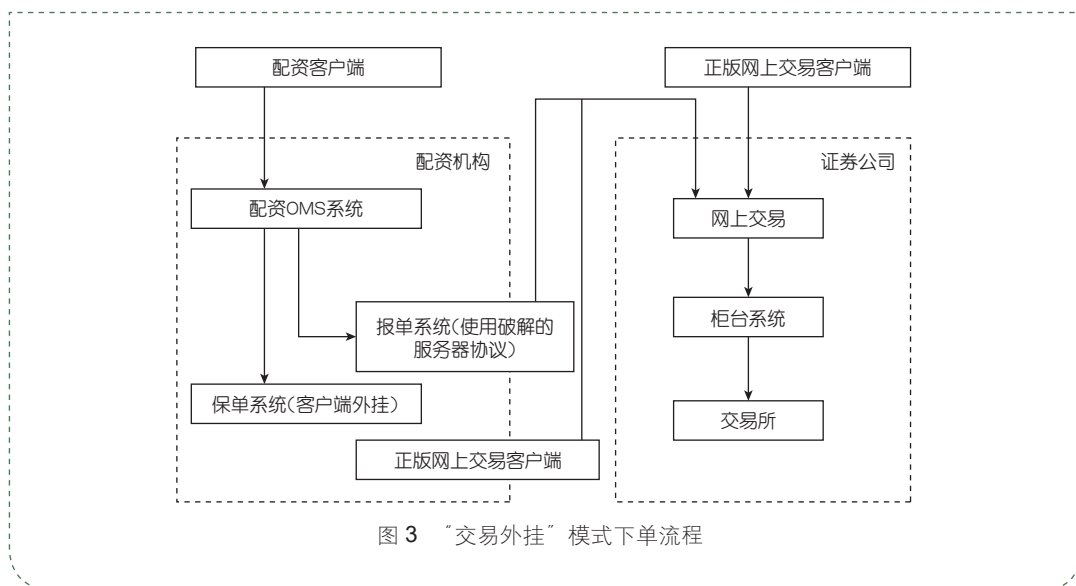 配资客户端
正版网上交易客户端
配资机构
证券公司
配资OMS系统
网上交易
报单系统(使用破解的
服务器协议)
柜台系统
保单系统(客户端外挂)
交易所
正版网上交易客户端
图 3 “交易外挂”模式下单流程